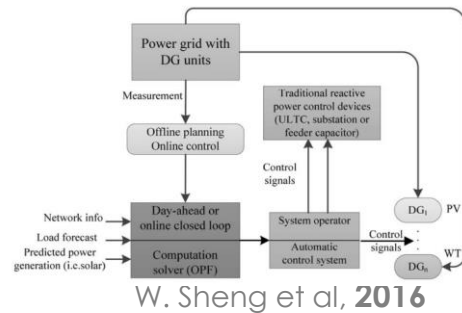 Power grid with
DG units
Measurement
Offline planning
Online control
Traditional reactive
power control devices
(ULTC, substation or
feeder capacitor)
Control
signals
Network info
Load forecast
Predicted power
generation (i.e.solar)
Day-ahead or
online closed loop
Computation
solver (OPF)
System operator
Automatic
control system
Control
signals
DG₁
PV
DGₙ
WT
W. Sheng et al, 2016